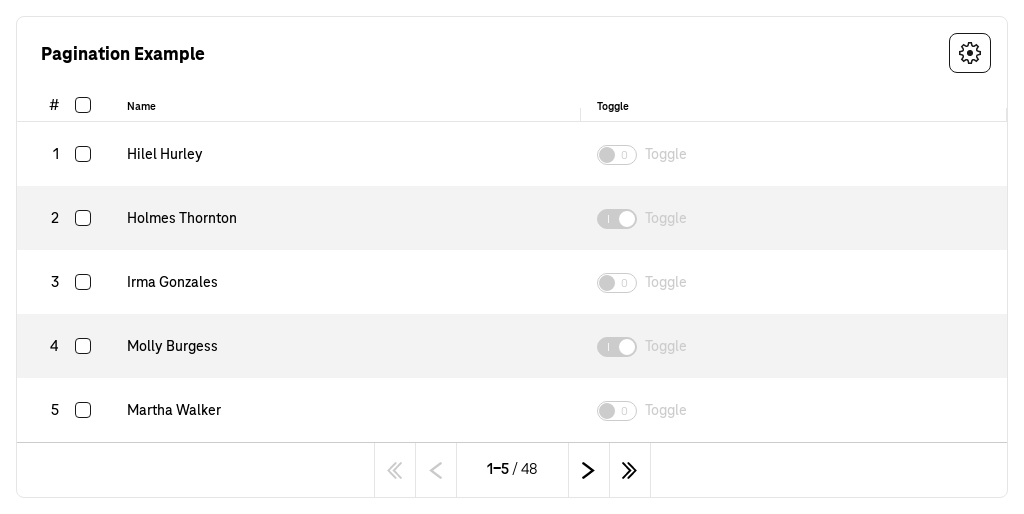 Pagination Example
# Name Toggle
1 Hilel Hurley 0 Toggle
2 Holmes Thornton I Toggle
3 Irma Gonzales 0 Toggle
4 Molly Burgess I Toggle
5 Martha Walker 0 Toggle
1–5 / 48